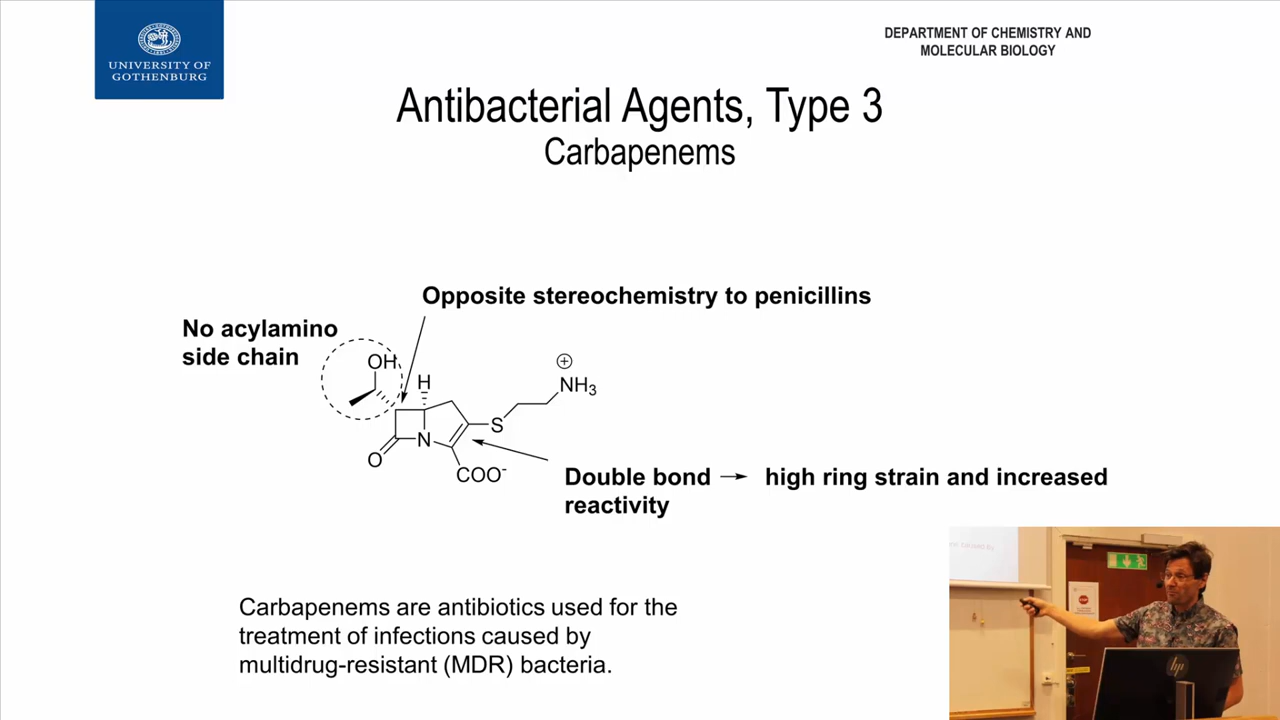 UNIVERSITY OF
GOTHENBURG
DEPARTMENT OF CHEMISTRY AND
MOLECULAR BIOLOGY
Antibacterial Agents, Type 3
Carbapenems
Opposite stereochemistry to penicillins
No acylamino
side chain
OH
H
⊕
NH3
S
N
O
COO-
Double bond → high ring strain and increased
reactivity
Carbapenems are antibiotics used for the
treatment of infections caused by
multidrug-resistant (MDR) bacteria.
STOP
hp